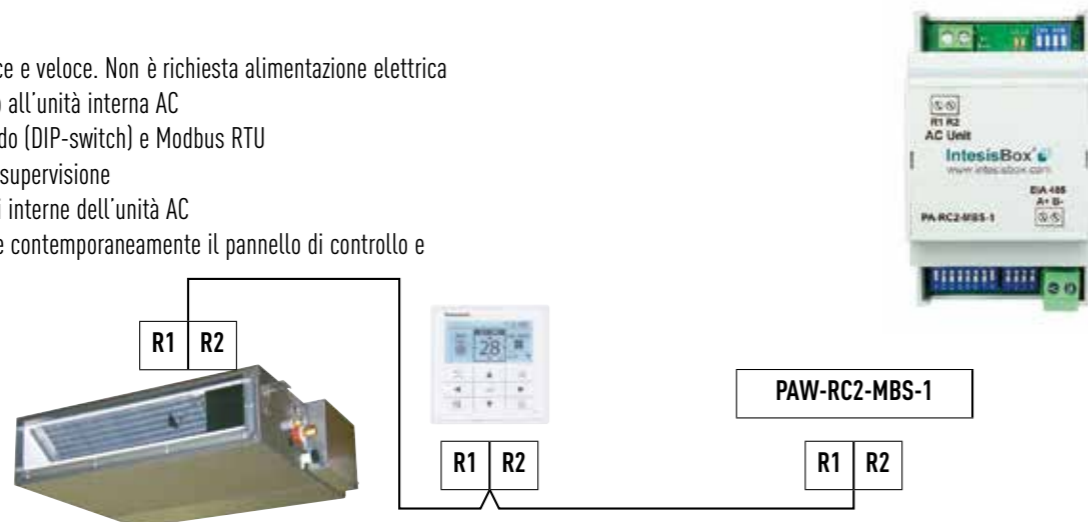 ce e veloce. Non è richiesta alimentazione elettrica
o all'unità interna AC
do (DIP-switch) e Modbus RTU
supervisione
i interne dell'unità AC
e contemporaneamente il pannello di controllo e
R1 R2
AC Unit
IntesisBox
www.intesisbox.com
EIA 485
A+ B-
PA-RC2-MBS-1
R1 R2
28
PAW-RC2-MBS-1
R1 R2
R1 R2